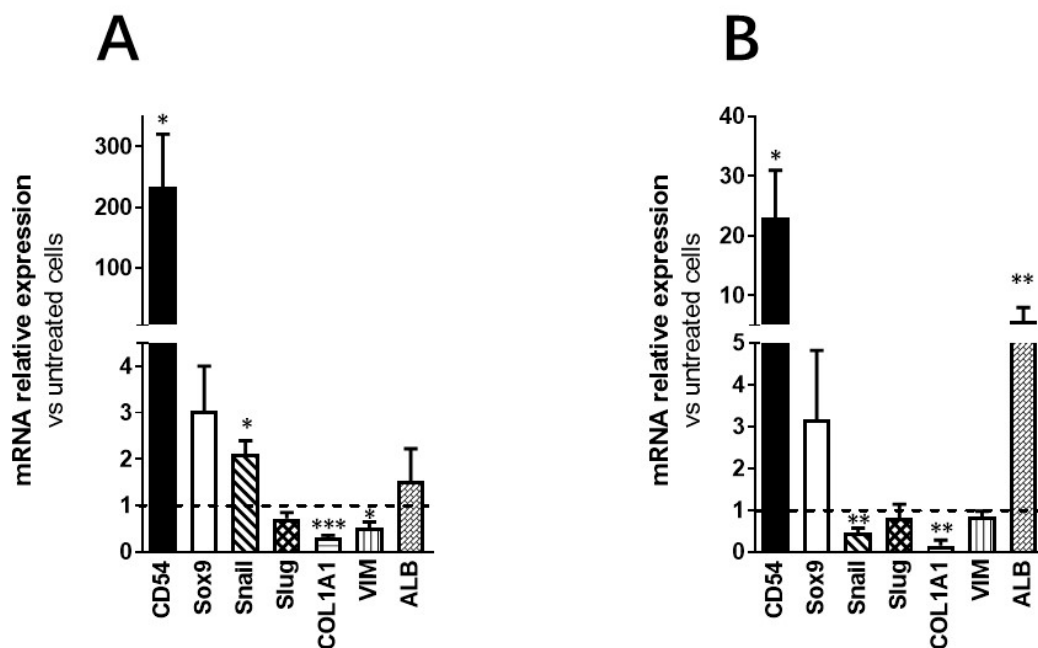 A
mRNA relative expression
vs untreated cells
300
200
100
4
3
2
1
0
*
*
***
*
CD54
Sox9
Snail
Slug
COL1A1
VIM
ALB
B
mRNA relative expression
vs untreated cells
40
30
20
10
5
4
3
2
1
0
*
**
**
**
CD54
Sox9
Snail
Slug
COL1A1
VIM
ALB